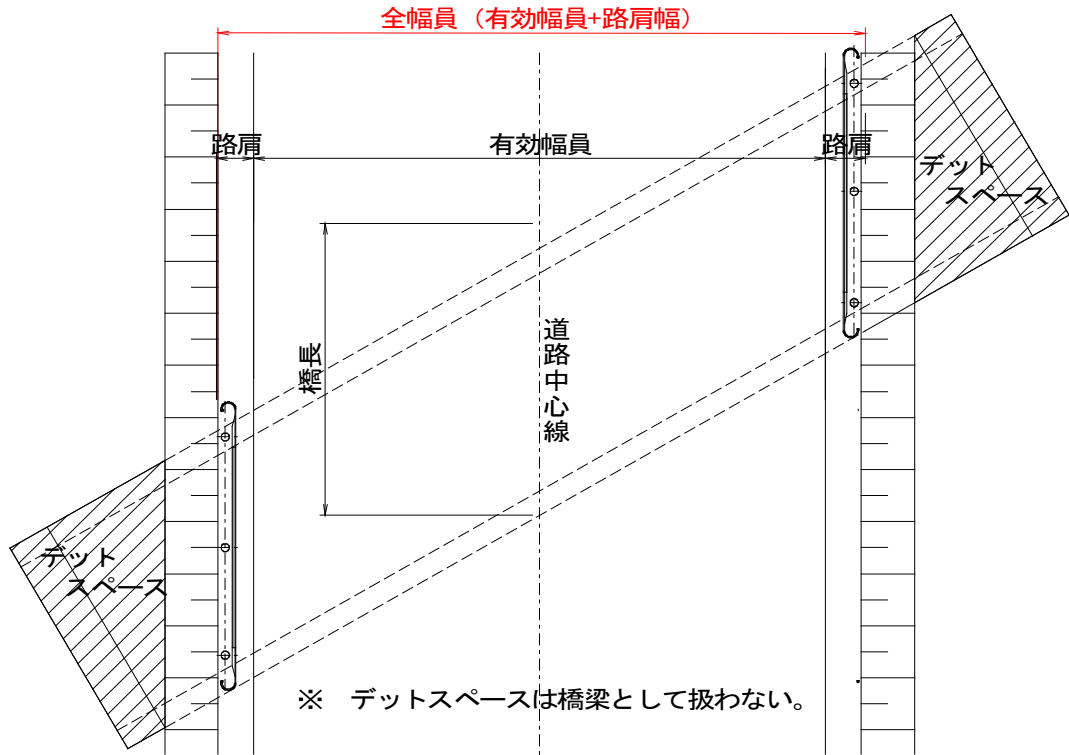 全幅員（有効幅員+路肩幅）
路肩
有効幅員
路肩
デット
スペース
橋長
道路中心線
デット
スペース
※　デットスペースは橋梁として扱わない。